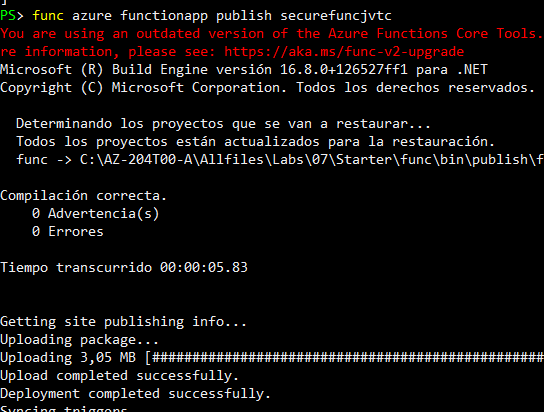 ]
PS> func azure functionapp publish securefuncjvtc
You are using an outdated version of the Azure Functions Core Tools.
re information, please see: https://aka.ms/func-v2-upgrade
Microsoft (R) Build Engine versión 16.8.0+126527ff1 para .NET
Copyright (C) Microsoft Corporation. Todos los derechos reservados.
Determinando los proyectos que se van a restaurar...
Todos los proyectos están actualizados para la restauración.
func -> C:\AZ-204T00-A\Allfiles\Labs\07\Starter\func\bin\publish\f
Compilación correcta.
0 Advertencia(s)
0 Errores
Tiempo transcurrido 00:00:05.83
Getting site publishing info...
Uploading package...
Uploading 3,05 MB [#################################################
Upload completed successfully.
Deployment completed successfully.
Syncing triggers